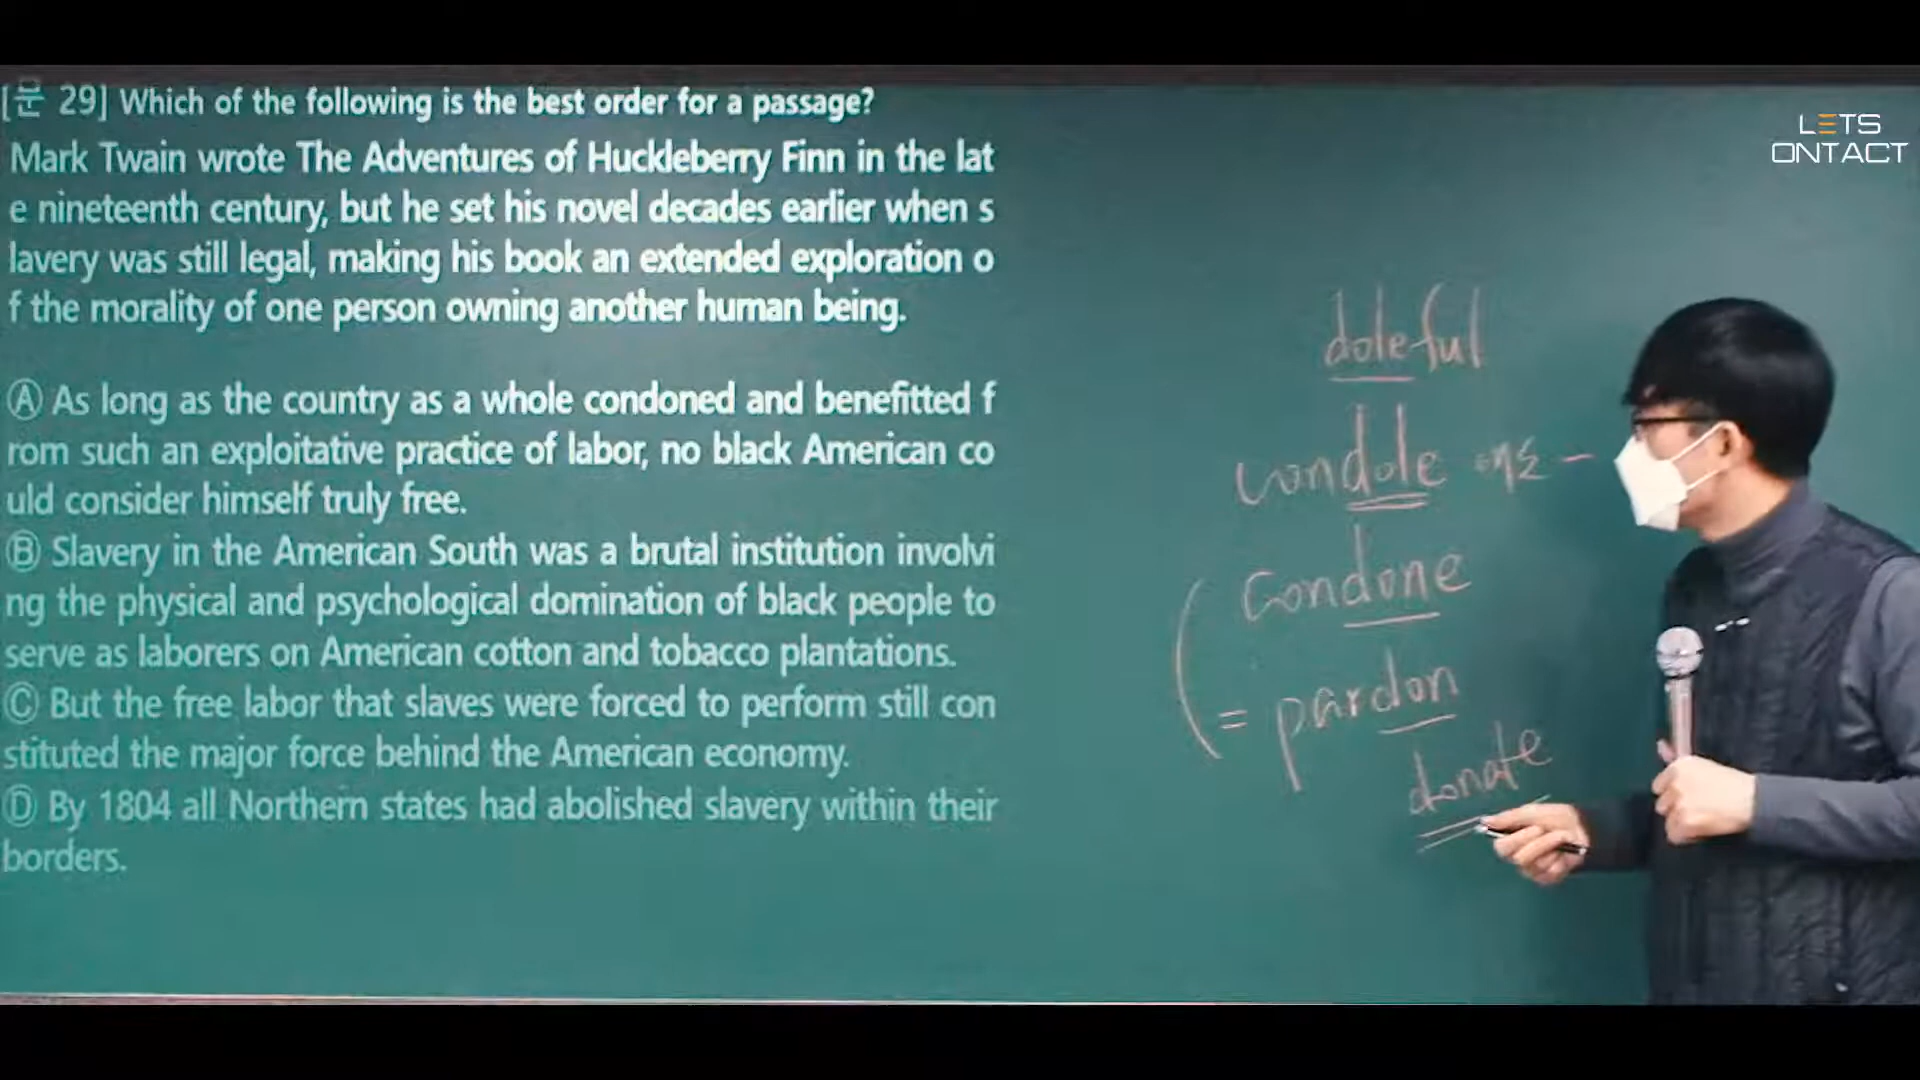 [문 29] Which of the following is the best order for a passage?
Mark Twain wrote The Adventures of Huckleberry Finn in the lat
e nineteenth century, but he set his novel decades earlier when s
lavery was still legal, making his book an extended exploration o
f the morality of one person owning another human being.
Ⓐ As long as the country as a whole condoned and benefitted f
rom such an exploitative practice of labor, no black American co
uld consider himself truly free.
Ⓑ Slavery in the American South was a brutal institution involvi
ng the physical and psychological domination of black people to
serve as laborers on American cotton and tobacco plantations.
Ⓒ But the free labor that slaves were forced to perform still con
stituted the major force behind the American economy.
Ⓓ By 1804 all Northern states had abolished slavery within their
borders.
LETS
ONTACT
doleful
condole
condone
= pardon
donate